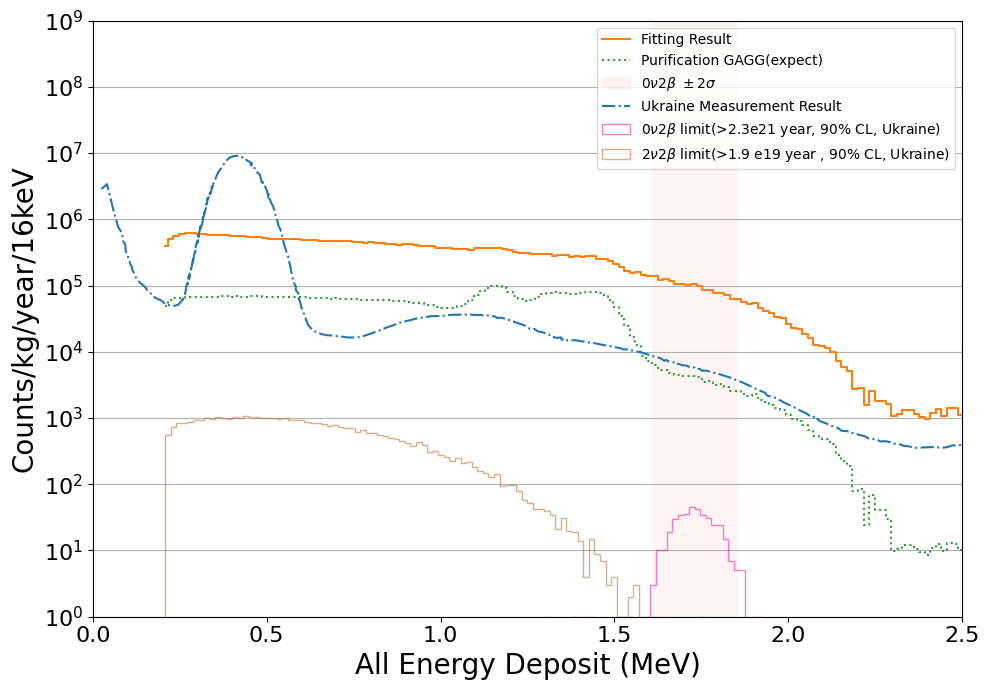 10⁹
10⁸
10⁷
10⁶
10⁵
10⁴
10³
10²
10¹
10⁰
Counts/kg/year/16keV
Fitting Result
Purification GAGG(expect)
0ν2β ±2σ
Ukraine Measurement Result
0ν2β limit(>2.3e21 year, 90% CL, Ukraine)
2ν2β limit(>1.9 e19 year , 90% CL, Ukraine)
0.0 0.5 1.0 1.5 2.0 2.5
All Energy Deposit (MeV)